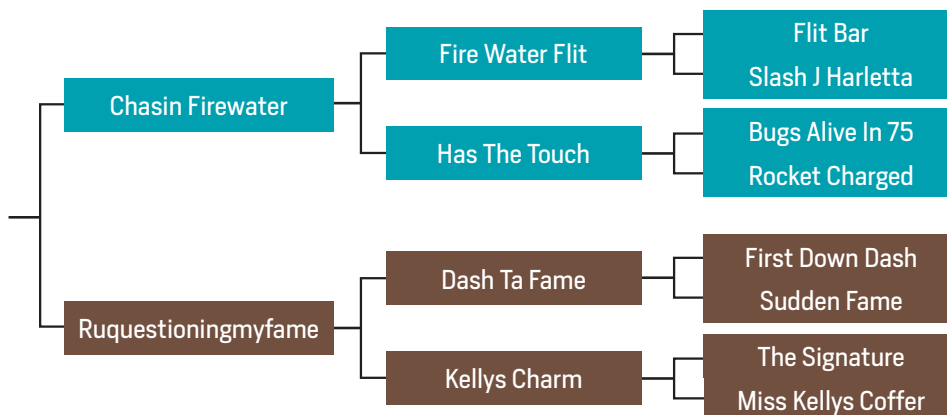 Chasin Firewater
Fire Water Flit
Flit Bar
Slash J Harletta
Has The Touch
Bugs Alive In 75
Rocket Charged
Ruquestioningmyfame
Dash Ta Fame
First Down Dash
Sudden Fame
Kellys Charm
The Signature
Miss Kellys Coffer